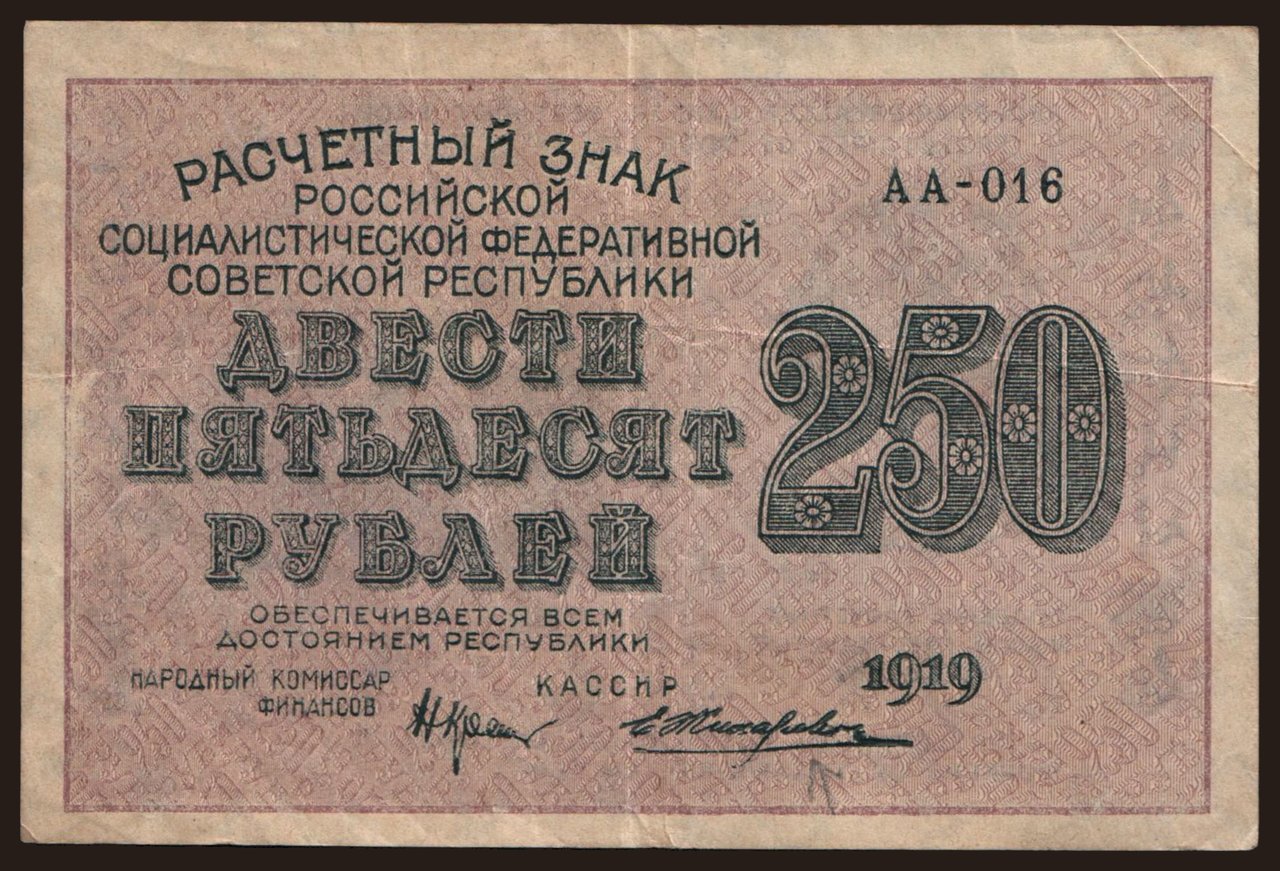 РАСЧЕТНЫЙ ЗНАК
РОССИЙСКОЙ
СОЦИАЛИСТИЧЕСКОЙ ФЕДЕРАТИВНОЙ
СОВЕТСКОЙ РЕСПУБЛИКИ
АА-016
ДВЕСТИ
ПЯТЬДЕСЯТ
РУБЛЕЙ
250
ОБЕСПЕЧИВАЕТСЯ ВСЕМ
ДОСТОЯНИЕМ РЕСПУБЛИКИ
НАРОДНЫЙ КОМИССАР
ФИНАНСОВ
КАССИР
1919